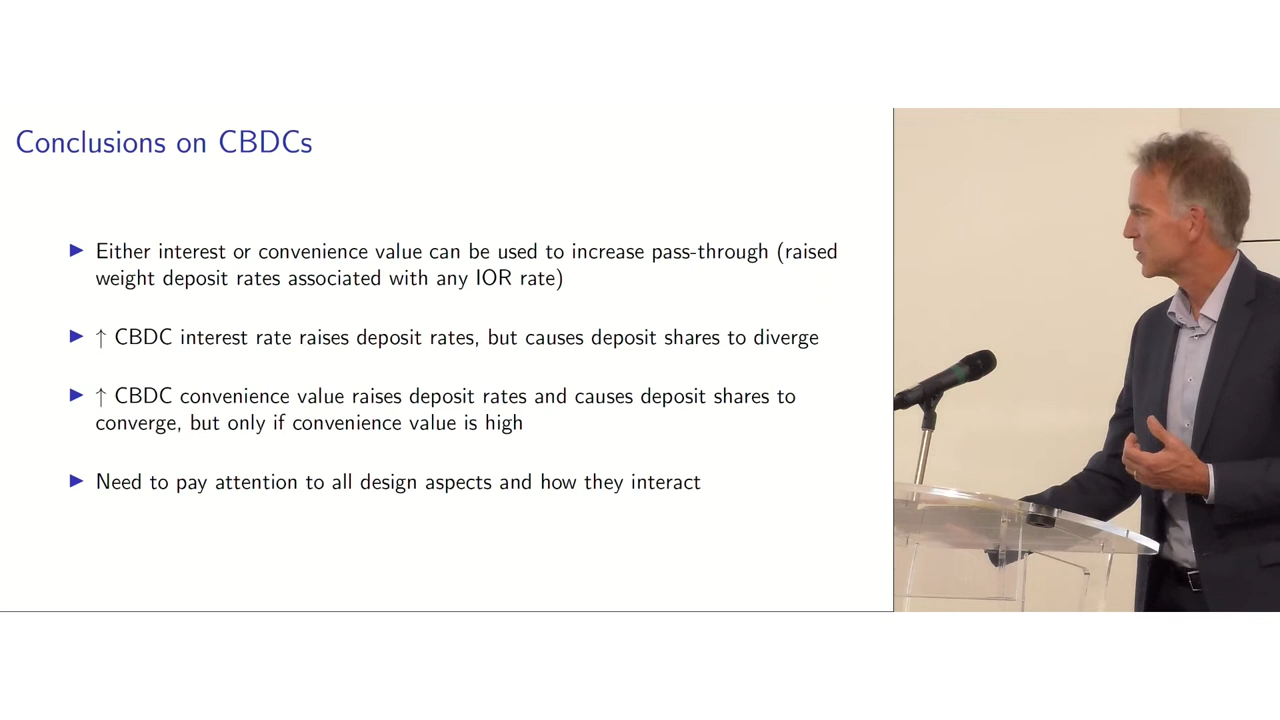 Conclusions on CBDCs
▶ Either interest or convenience value can be used to increase pass-through (raised
weight deposit rates associated with any IOR rate)
▶ ↑ CBDC interest rate raises deposit rates, but causes deposit shares to diverge
▶ ↑ CBDC convenience value raises deposit rates and causes deposit shares to
converge, but only if convenience value is high
▶ Need to pay attention to all design aspects and how they interact